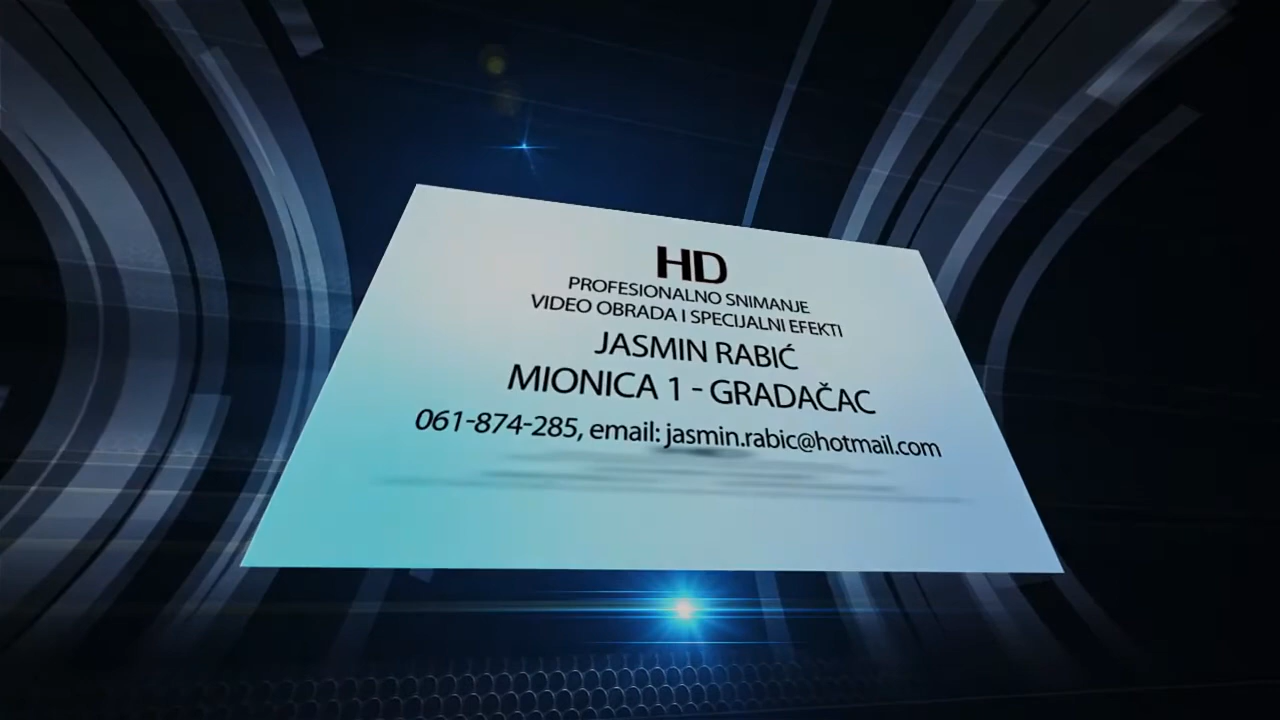 HD
PROFESIONALNO SNIMANJE
VIDEO OBRADA I SPECIJALNI EFEKTI
JASMIN RABIĆ
MIONICA 1 - GRADAČAC
061-874-285, email: jasmin.rabic@hotmail.com